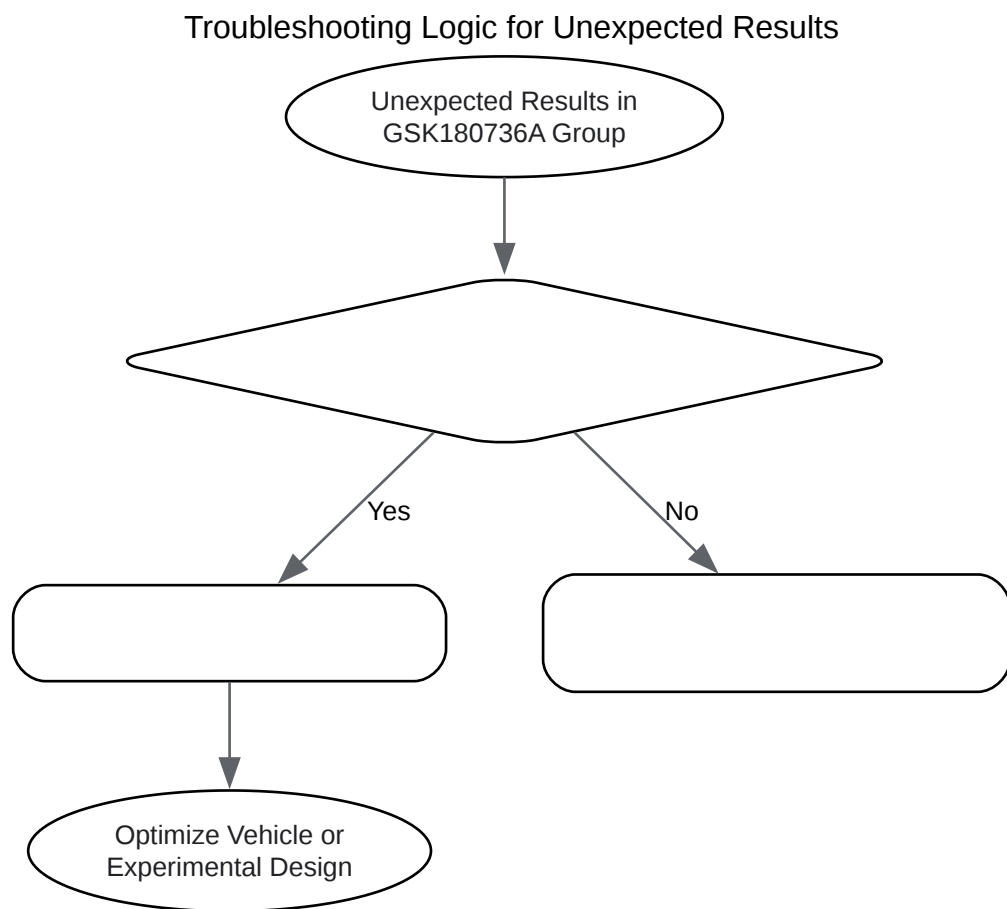 Troubleshooting Logic for Unexpected Results
Unexpected Results in
GSK180736A Group
Yes
No
Optimize Vehicle or
Experimental Design